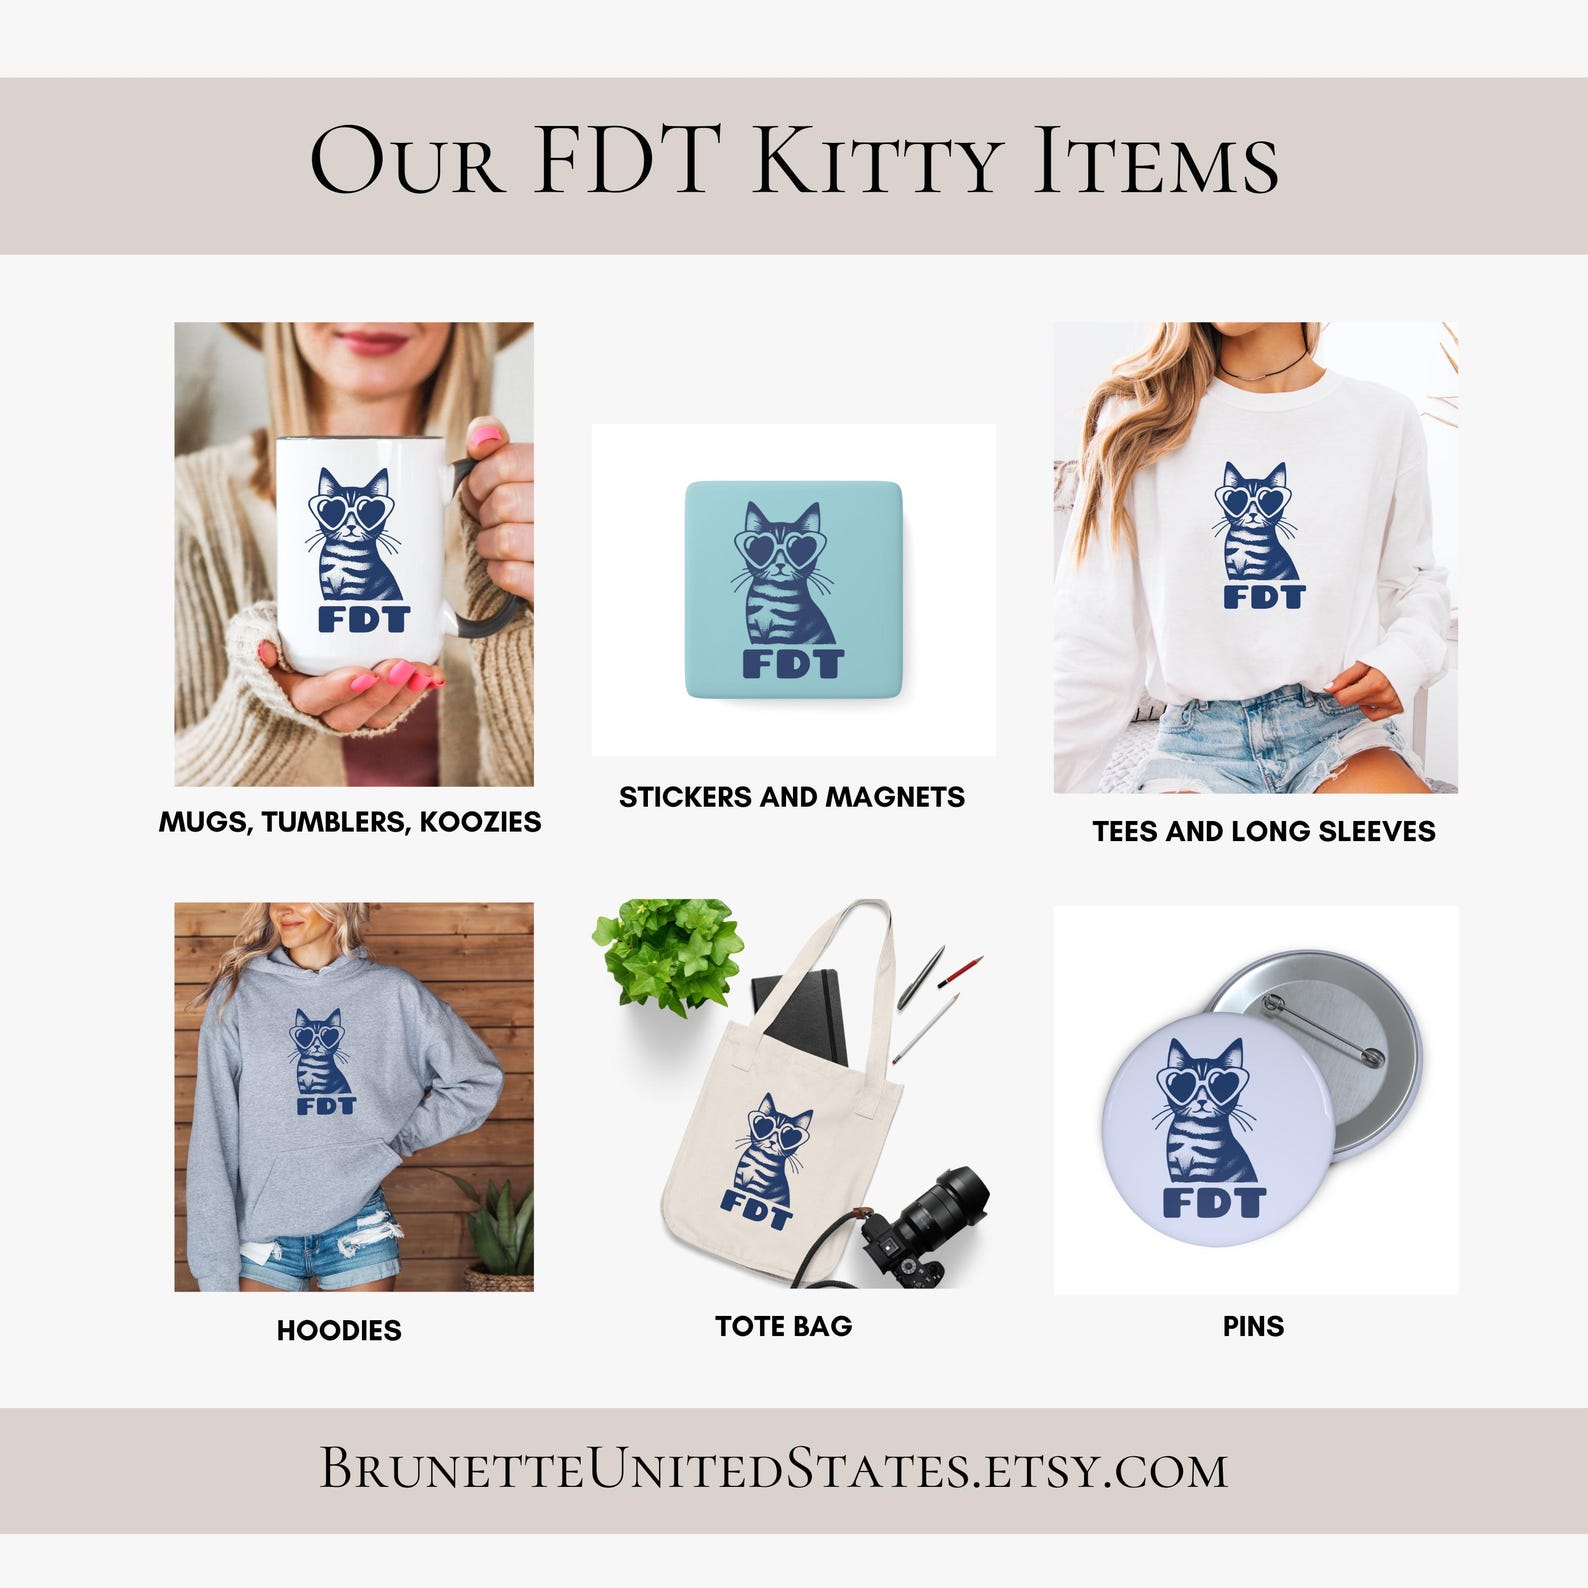 Our FDT Kitty Items
FDT
FDT
FDT
MUGS, TUMBLERS, KOOZIES
STICKERS AND MAGNETS
TEES AND LONG SLEEVES
FDT
FDT
FDT
HOODIES
TOTE BAG
PINS
BrunetteUnitedStates.etsy.com